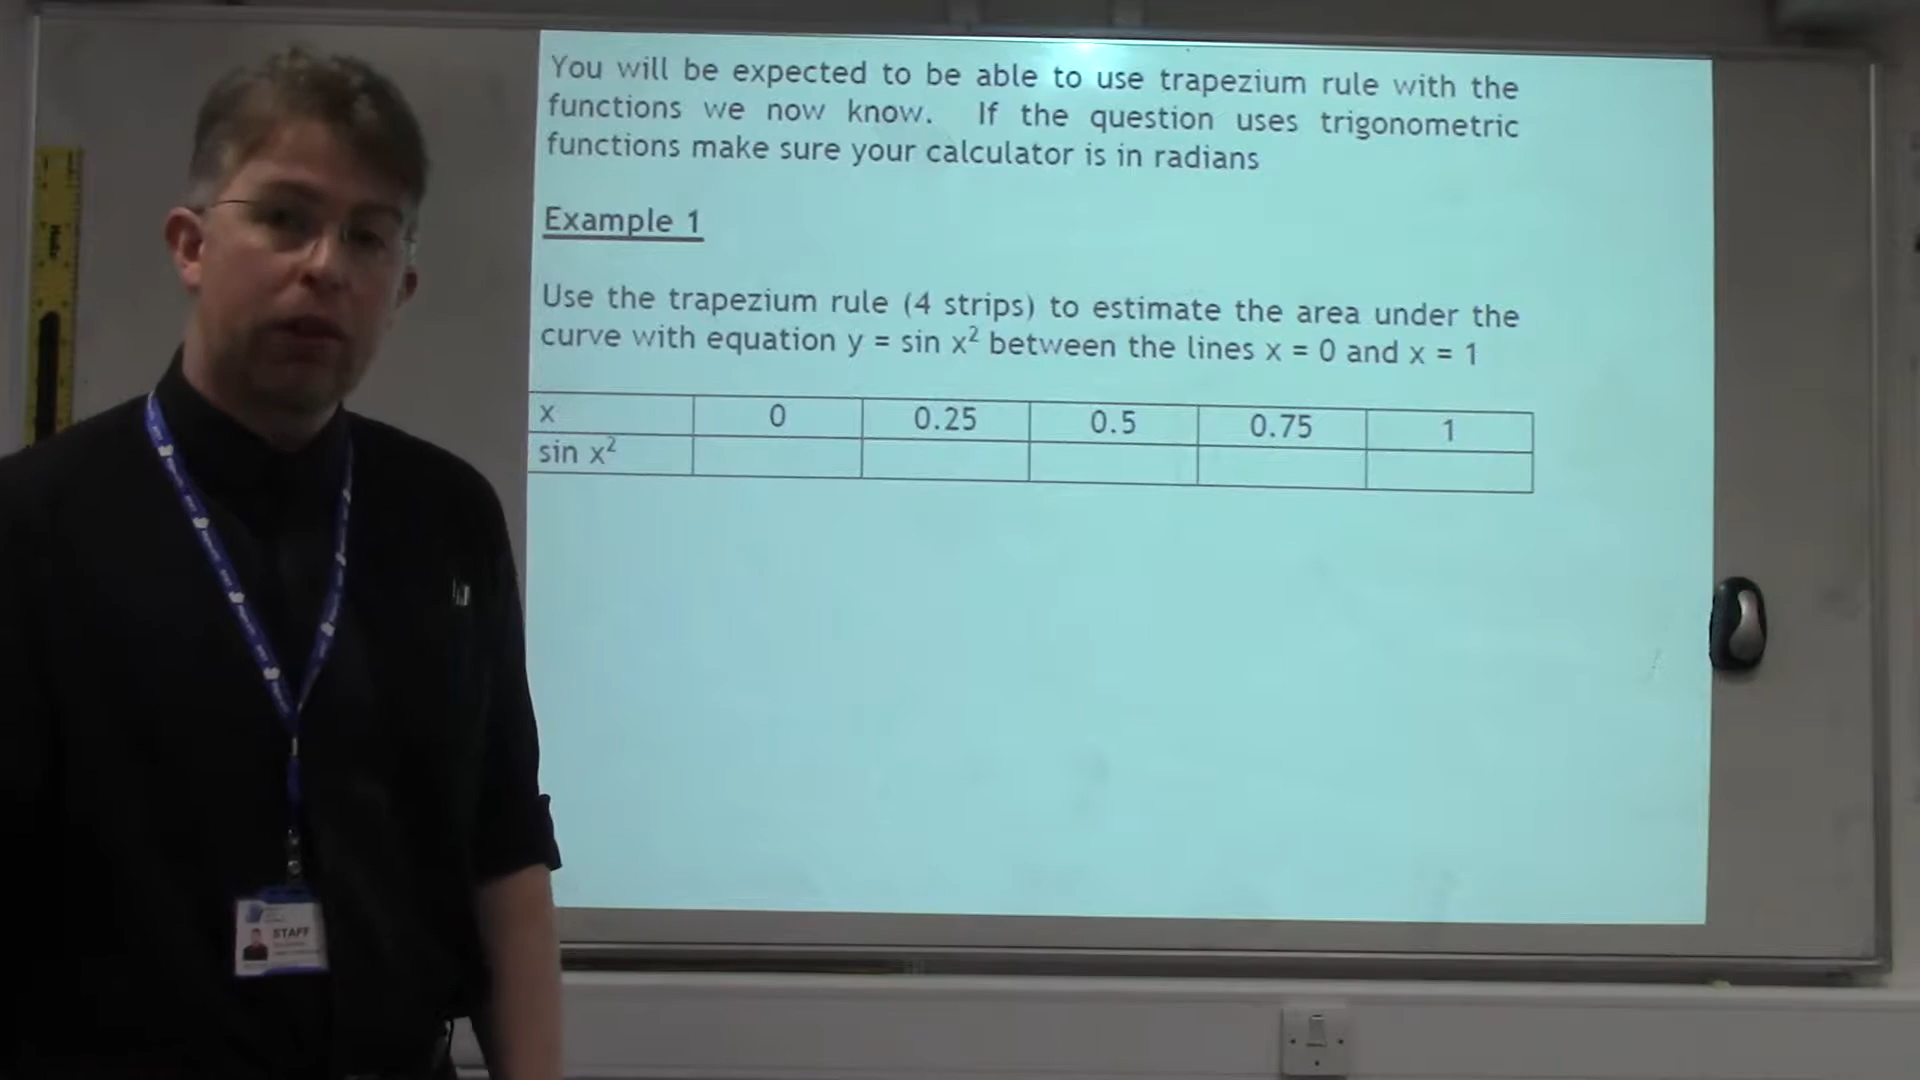 You will be expected to be able to use trapezium rule with the
functions we now know. If the question uses trigonometric
functions make sure your calculator is in radians
Example 1
Use the trapezium rule (4 strips) to estimate the area under the
curve with equation y = sin x² between the lines x = 0 and x = 1
x 0 0.25 0.5 0.75 1
sin x²
STAFF